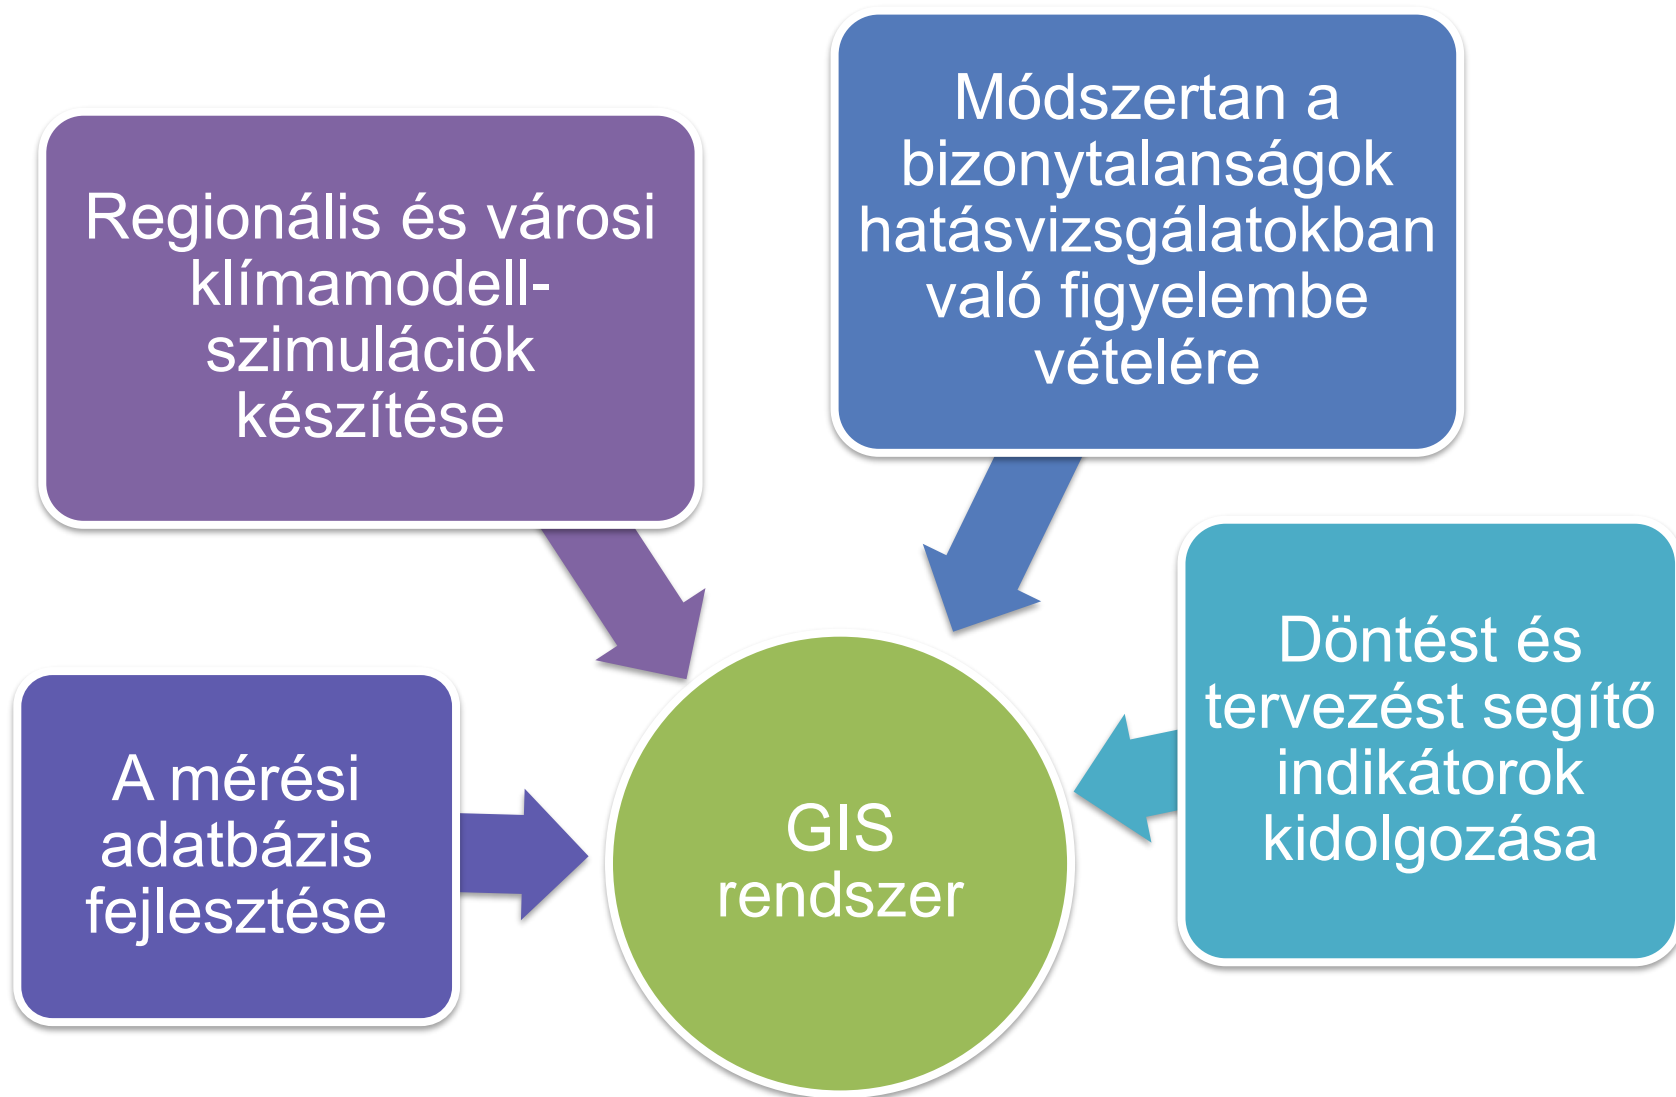 Regionális és városi
klímamodell-
szimulációk
készítése
Módszertan a
bizonytalanságok
hatásvizsgálatokban
való figyelembe
vételére
A mérési
adatbázis
fejlesztése
GIS
rendszer
Döntést és
tervezést segítő
indikátorok
kidolgozása